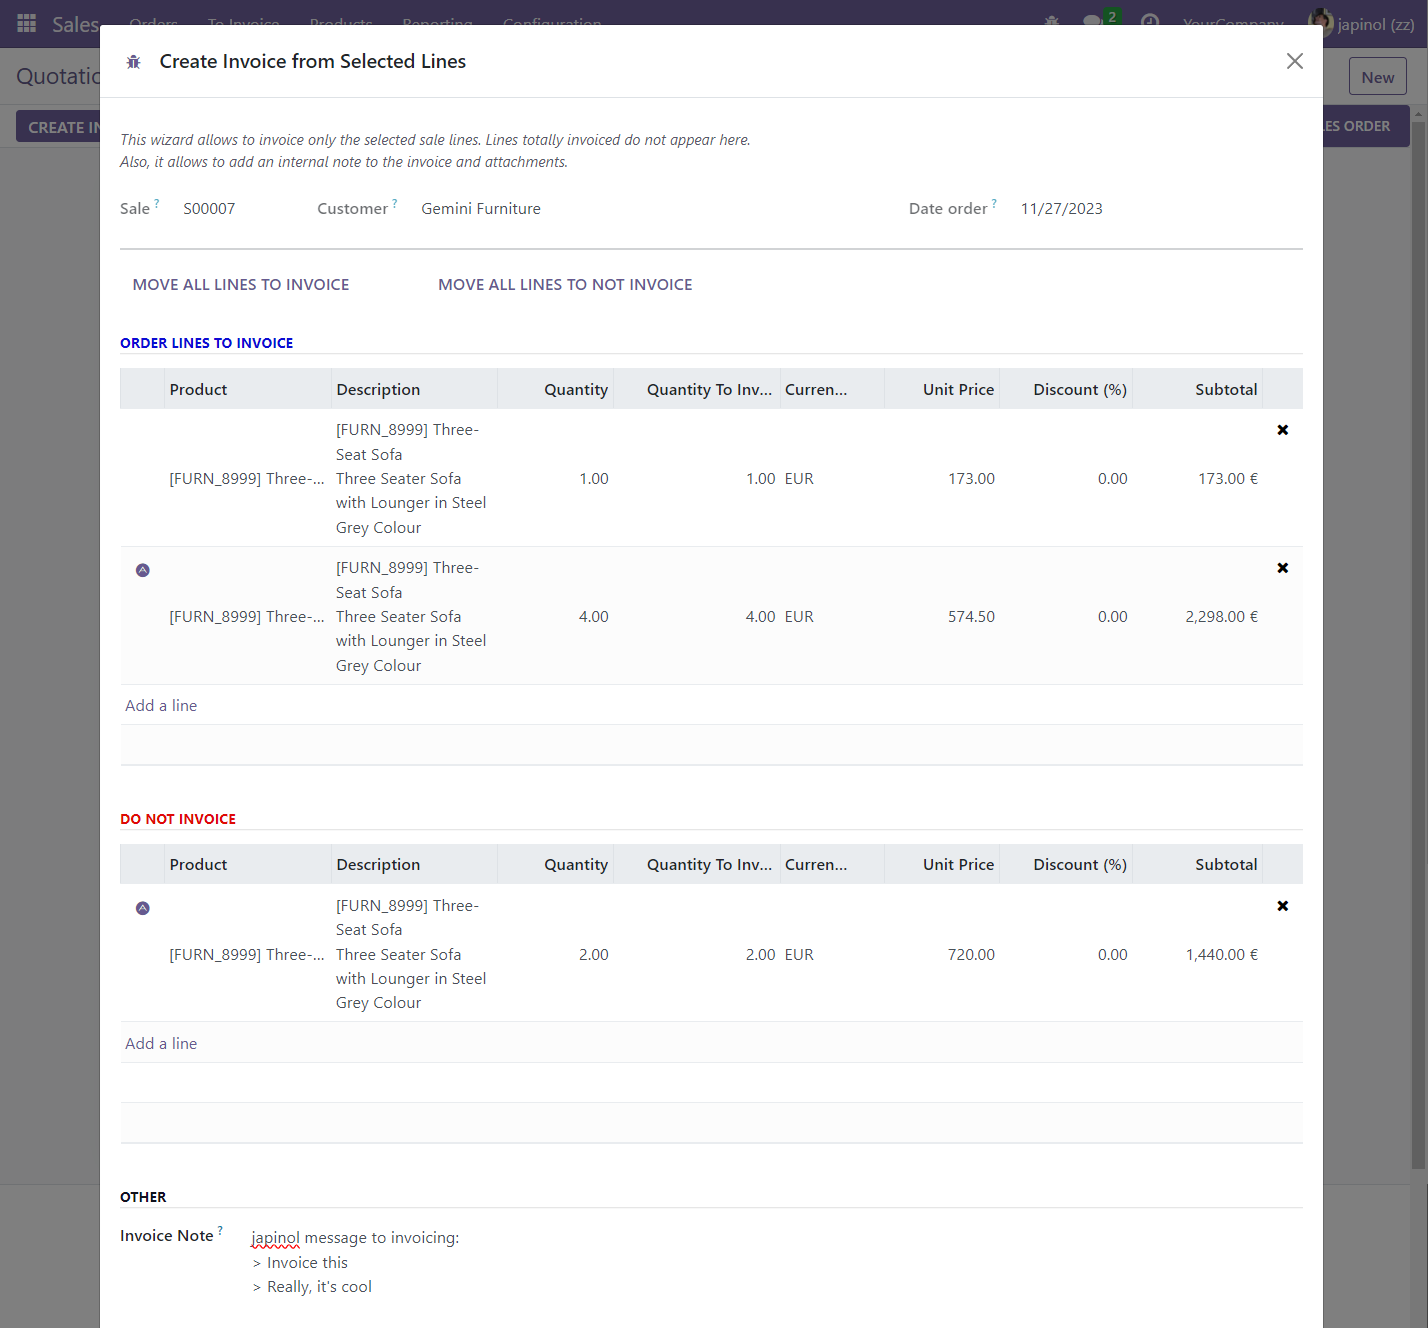 Sales Orders To Invoice Products Reporting Configuration 2 YourCompany japinol (zz)
Quotatic
New
CREATE IN
LES ORDER
Create Invoice from Selected Lines
This wizard allows to invoice only the selected sale lines. Lines totally invoiced do not appear here.
Also, it allows to add an internal note to the invoice and attachments.
Sale ? S00007 Customer ? Gemini Furniture Date order ? 11/27/2023
MOVE ALL LINES TO INVOICE MOVE ALL LINES TO NOT INVOICE
ORDER LINES TO INVOICE
Product Description Quantity Quantity To Inv... Curren... Unit Price Discount (%) Subtotal
[FURN_8999] Three-
Seat Sofa
[FURN_8999] Three-... Three Seater Sofa 1.00 1.00 EUR 173.00 0.00 173.00 €
with Lounger in Steel
Grey Colour
[FURN_8999] Three-
Seat Sofa
[FURN_8999] Three-... Three Seater Sofa 4.00 4.00 EUR 574.50 0.00 2,298.00 €
with Lounger in Steel
Grey Colour
Add a line
DO NOT INVOICE
Product Description Quantity Quantity To Inv... Curren... Unit Price Discount (%) Subtotal
[FURN_8999] Three-
Seat Sofa
[FURN_8999] Three-... Three Seater Sofa 2.00 2.00 EUR 720.00 0.00 1,440.00 €
with Lounger in Steel
Grey Colour
Add a line
OTHER
Invoice Note ? japinol message to invoicing:
> Invoice this
> Really, it's cool